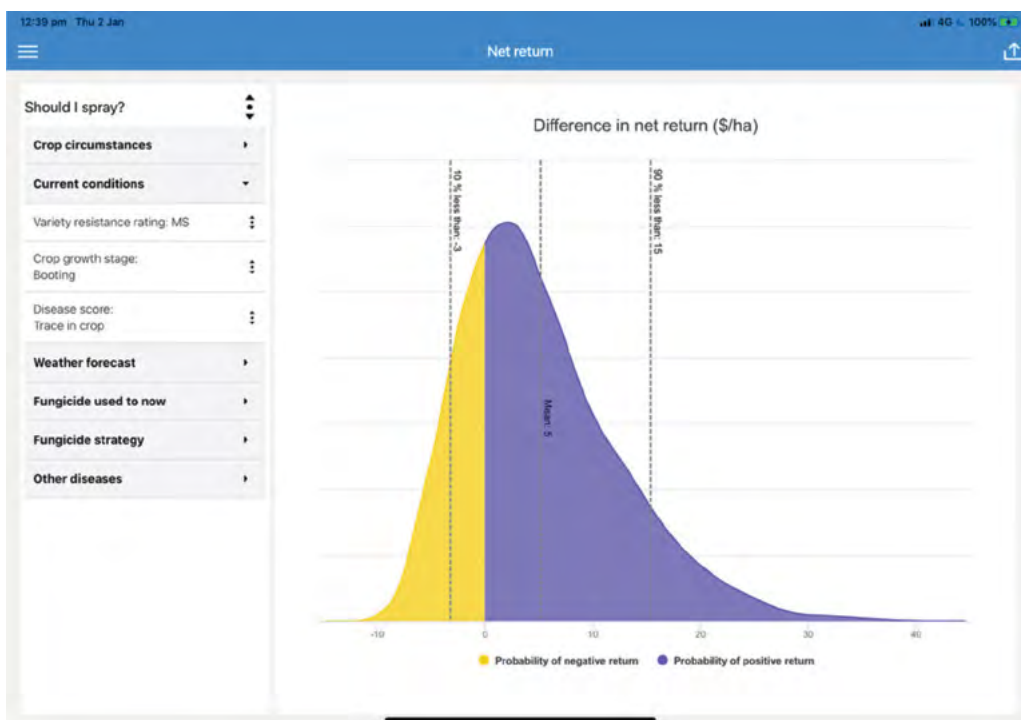 12:39 pm Thu 2 Jan
4G 100%
Net return
Should I spray?
Crop circumstances
Current conditions
Variety resistance rating: MS
Crop growth stage:
Booting
Disease score:
Trace in crop
Weather forecast
Fungicide used to now
Fungicide strategy
Other diseases
Difference in net return ($/ha)
10 % less than: -3
Mean: 5
90 % less than: 15
-10 0 10 20 30 40
Probability of negative return Probability of positive return